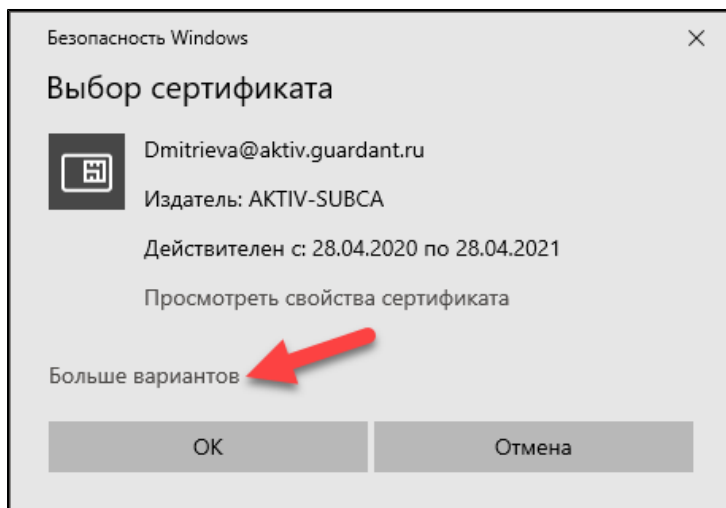 Безопасность Windows
Выбор сертификата
Dmitrieva@aktiv.guardant.ru
Издатель: AKTIV-SUBCA
Действителен с: 28.04.2020 по 28.04.2021
Просмотреть свойства сертификата
Больше вариантов
ОК
Отмена